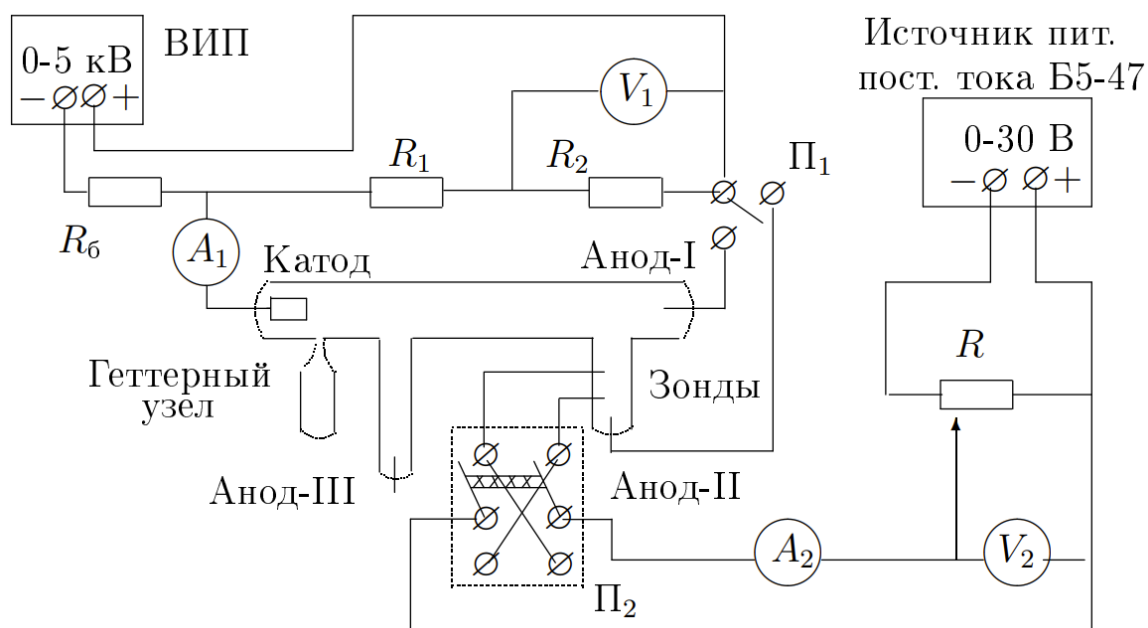 ВИП
0-5 кВ
− +
V₁
Источник пит.
пост. тока Б5-47
0-30 В
− +
R₁
R₂
П₁
Rб
A₁
Катод
Анод-I
R
Геттерный
узел
Зонды
Анод-III
Анод-II
A₂
V₂
П₂